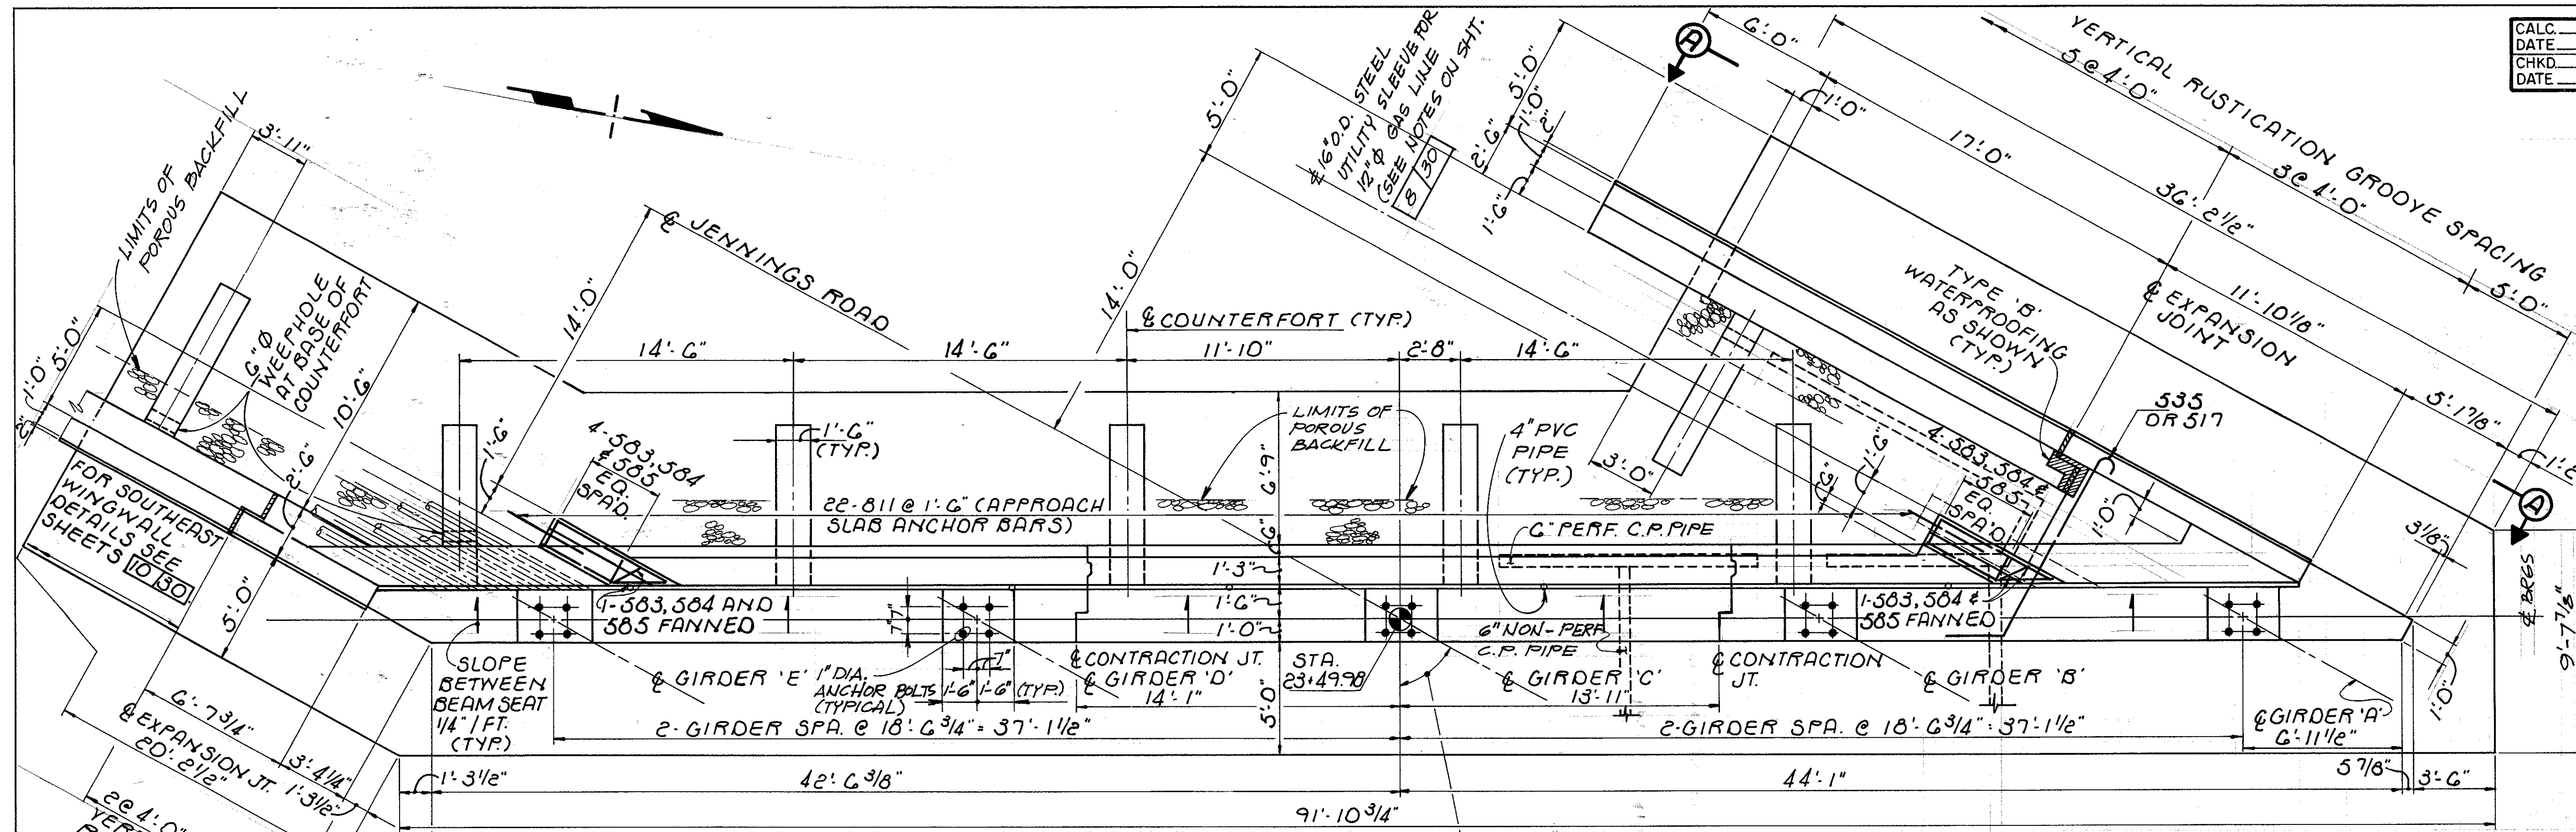 CALC.
DATE
CHKD.
DATE
A
6'-0"
VERTICAL RUSTICATION GROOVE SPACING
5 @ 4'-0"
3 @ 4'-0"
5'-0"
1'-0"
17'-0"
36'-2 1/2"
11'-10 1/8"
5'-1 7/8"
℄ 16" O.D. STEEL
UTILITY SLEEVE FOR
12" Φ GAS LINE
(SEE NOTES ON SHT.
8 / 30
5'-0"
5'-0"
2'-6"
1'-0"
2"
1'-6"
LIMITS OF
POROUS BACKFILL
3'-11"
6" Φ
WEEPHOLE
AT BASE OF
COUNTERFORT
10'-6"
℄ JENNINGS ROAD
14'-0"
14'-0"
℄ COUNTERFORT (TYP.)
14'-6"
14'-6"
11'-10"
2'-8"
14'-6"
TYPE 'B'
WATERPROOFING
AS SHOWN
(TYP.)
℄ EXPANSION
JOINT
535
OR 517
1'-0"
5'-0"
2"
2'-6"
1'-6"
4-583, 584
& 585
EQ.
SPA'D.
1'-6"
(TYP.)
22-811 @ 1'-6" (APPROACH
SLAB ANCHOR BARS)
LIMITS OF
POROUS
BACKFILL
6'-9"
4" PVC
PIPE
(TYP.)
3'-0"
1'-6"
4-583, 584 &
585
EQ.
SPA'D
1'-0"
6" PERF. C.P. PIPE
1'-3"
1'-6"
1'-0"
3 1/8"
A
℄ BRGS
9'-7 7/8"
FOR SOUTHEAST
WINGWALL
DETAILS SEE
SHEETS 10 / 30
5'-0"
1-583, 584 AND
585 FANNED
7"
7"
1-583, 584 &
585 FANNED
6" NON-PERF
C.P. PIPE
SLOPE
BETWEEN
BEAM SEAT
1/4" / FT.
(TYP.)
℄ GIRDER 'E'
1" DIA.
ANCHOR BOLTS
(TYPICAL)
1'-6"
1'-6"
(TYP.)
℄ CONTRACTION JT.
℄ GIRDER 'D'
14'-1"
STA.
23+49.98
℄ GIRDER 'C'
13'-11"
℄ CONTRACTION
JT.
℄ GIRDER 'B'
℄ GIRDER 'A'
6'-11 1/2"
1'-0"
5'-0"
2-GIRDER SPA. @ 18'-6 3/4" = 37'-1 1/2"
2-GIRDER SPA. @ 18'-6 3/4" = 37'-1 1/2"
6'-7 3/4"
℄ EXPANSION JT.
20'-2 1/2"
3'-4 1/4"
1'-3 1/2"
1'-3 1/2"
42'-6 3/8"
44'-1"
5 7/8"
3'-6"
2 @ 4'-0"
91'-10 3/4"